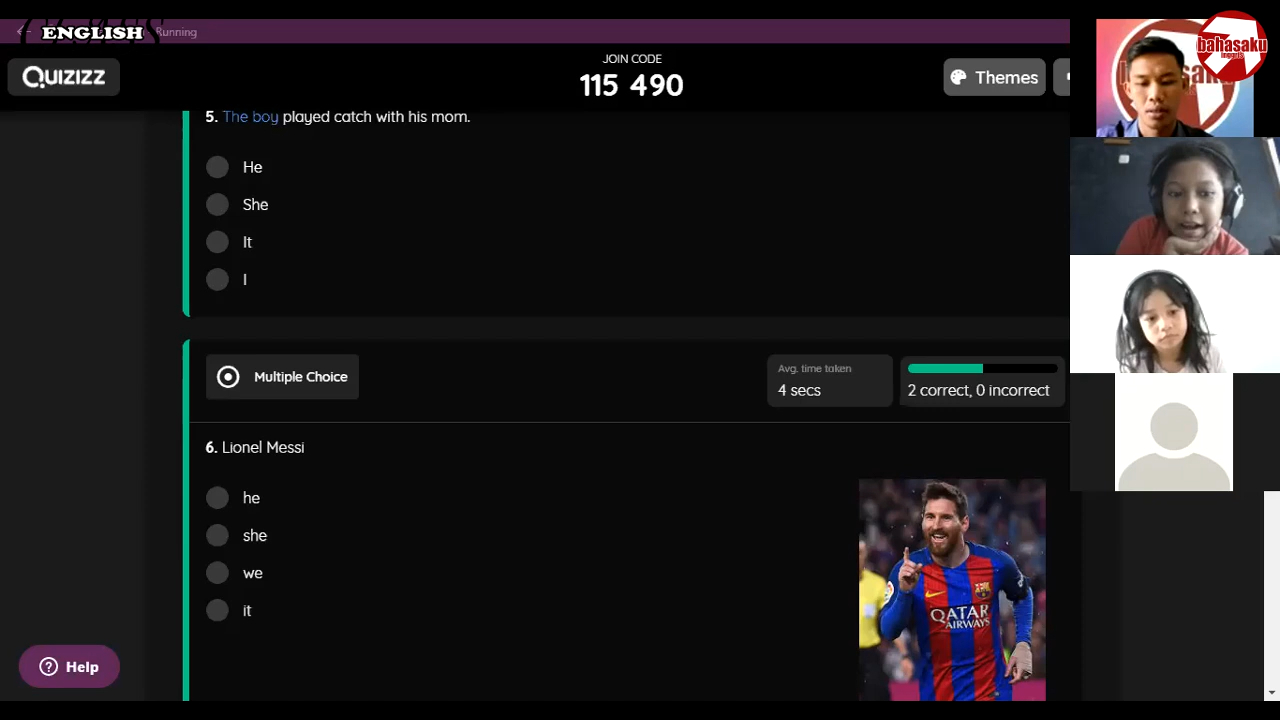 ENGLISH
Running
QUIZIZZ
JOIN CODE
115 490
Themes
bahasaku
5. The boy played catch with his mom.
He
She
It
I
Multiple Choice
Avg. time taken
4 secs
2 correct, 0 incorrect
6. Lionel Messi
he
she
we
it
QATAR
AIRWAYS
Help